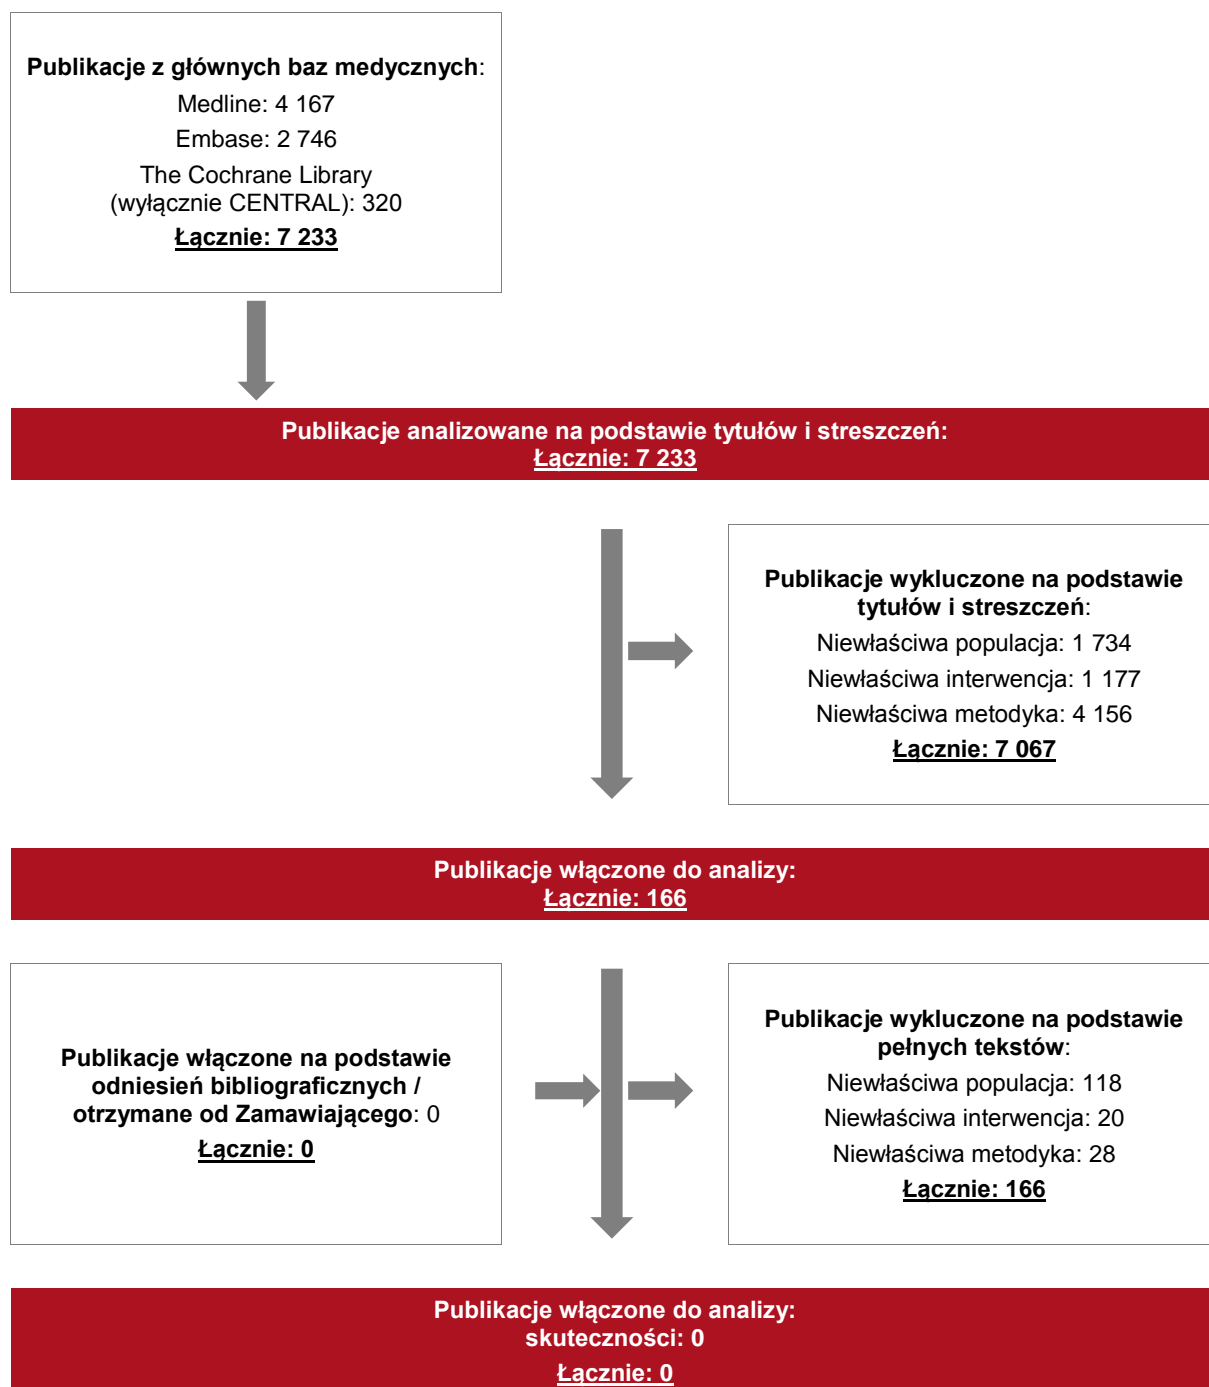 Publikacje z głównych baz medycznych:
Medline: 4 167
Embase: 2 746
The Cochrane Library
(wyłącznie CENTRAL): 320
Łącznie: 7 233
Publikacje analizowane na podstawie tytułów i streszczeń:
Łącznie: 7 233
Publikacje wykluczone na podstawie
tytułów i streszczeń:
Niewłaściwa populacja: 1 734
Niewłaściwa interwencja: 1 177
Niewłaściwa metodyka: 4 156
Łącznie: 7 067
Publikacje włączone do analizy:
Łącznie: 166
Publikacje włączone na podstawie
odniesień bibliograficznych /
otrzymane od Zamawiającego: 0
Łącznie: 0
Publikacje wykluczone na podstawie
pełnych tekstów:
Niewłaściwa populacja: 118
Niewłaściwa interwencja: 20
Niewłaściwa metodyka: 28
Łącznie: 166
Publikacje włączone do analizy:
skuteczności: 0
Łącznie: 0